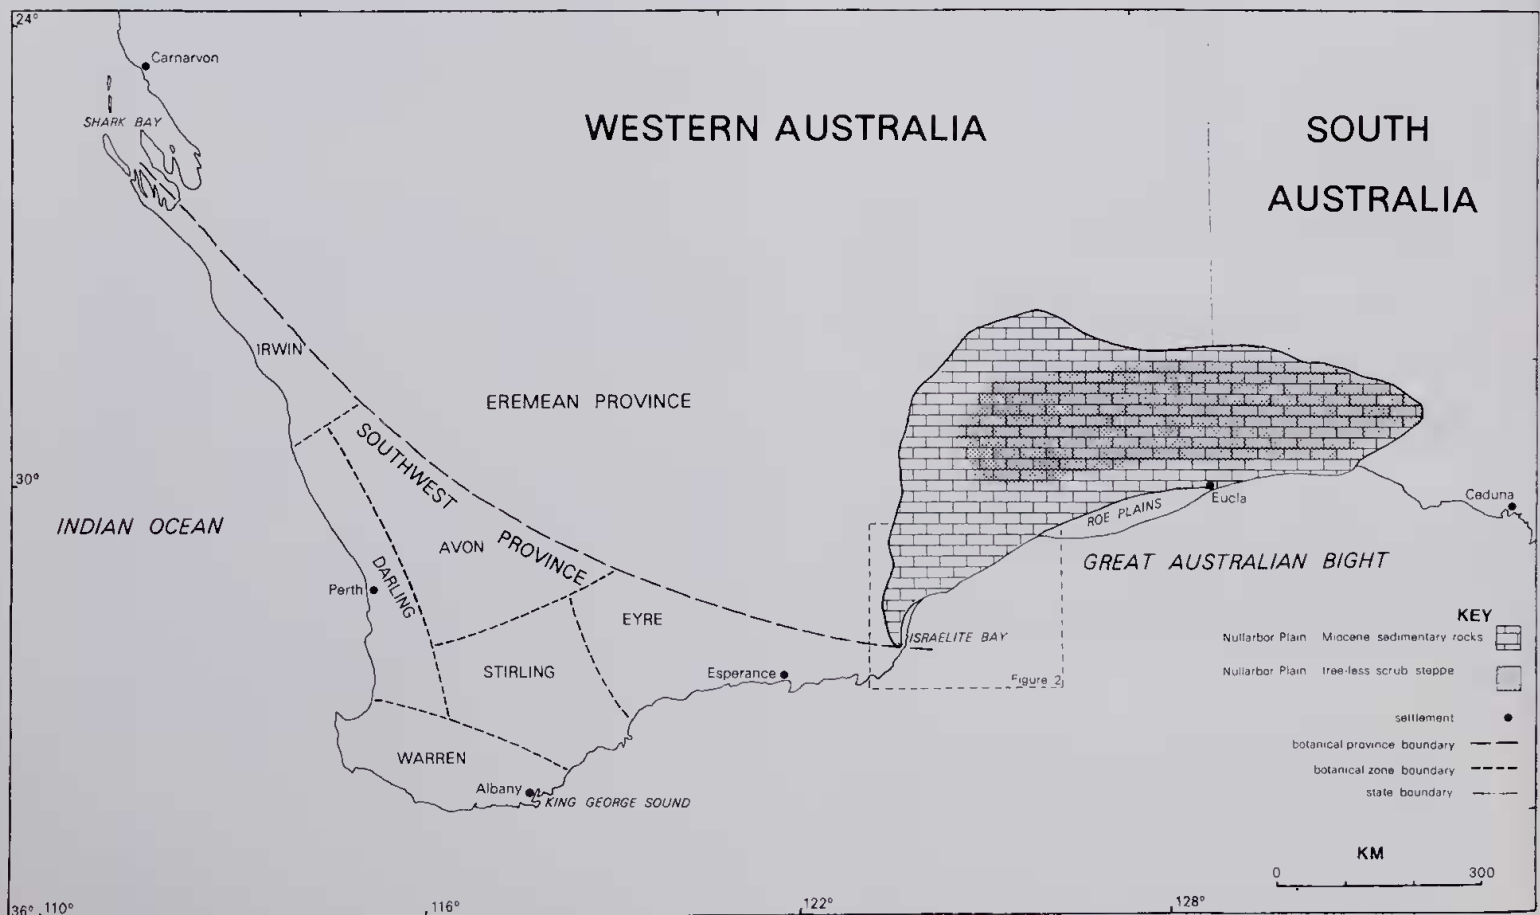 24°
Carnarvon
SHARK BAY
WESTERN AUSTRALIA
SOUTH
AUSTRALIA
IRWIN
EREMEAN PROVINCE
SOUTHWEST PROVINCE
30°
INDIAN OCEAN
AVON
DARLING
Perth
EYRE
STIRLING
Esperance
WARREN
Albany
KING GEORGE SOUND
ROE PLAINS
Eucla
Ceduna
GREAT AUSTRALIAN BIGHT
ISRAELITE BAY
Figure 2
KEY
Nullarbor Plain Miocene sedimentary rocks
Nullarbor Plain tree-less scrub steppe
settlement
botanical province boundary
botanical zone boundary
state boundary
KM
0 300
36° 110° 116° 122° 128°